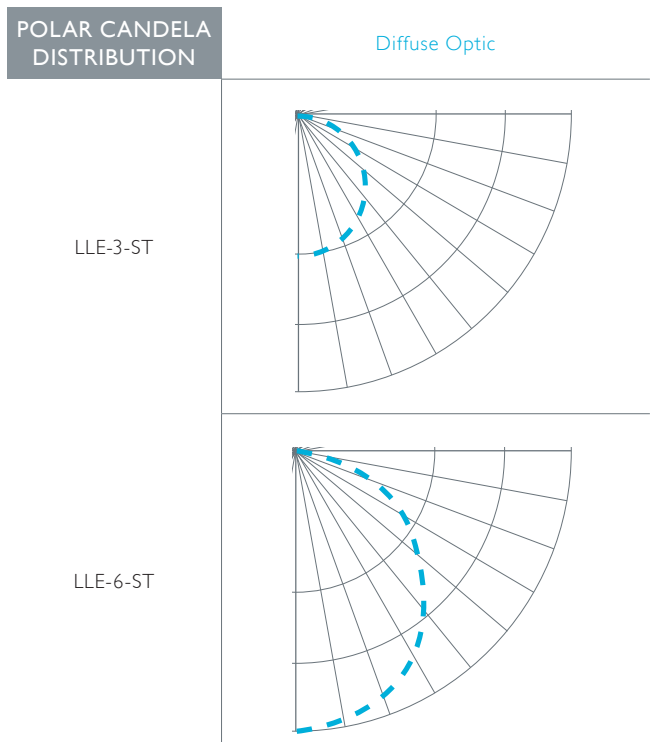 POLAR CANDELA
DISTRIBUTION
Diffuse Optic
LLE-3-ST
LLE-6-ST